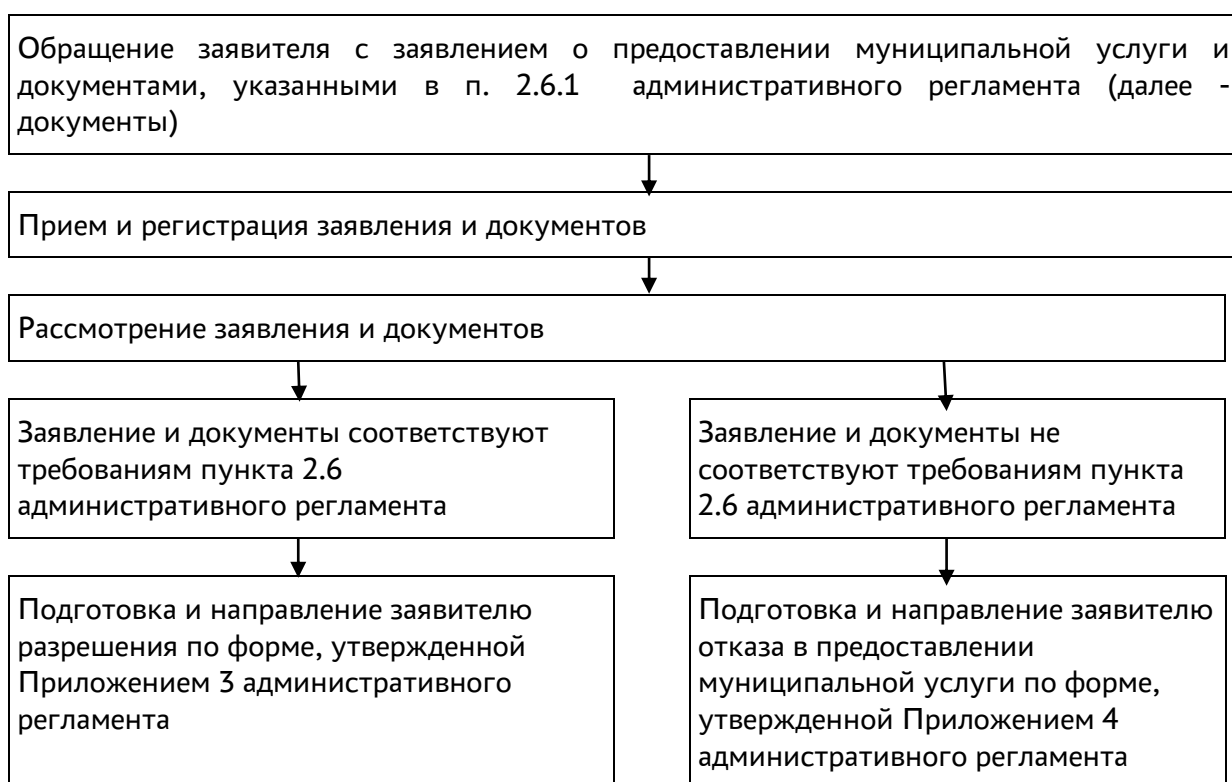 Обращение заявителя с заявлением о предоставлении муниципальной услуги и
документами, указанными в п. 2.6.1 административного регламента (далее -
документы)
Прием и регистрация заявления и документов
Рассмотрение заявления и документов
Заявление и документы соответствуют
требованиям пункта 2.6
административного регламента
Заявление и документы не
соответствуют требованиям пункта
2.6 административного регламента
Подготовка и направление заявителю
разрешения по форме, утвержденной
Приложением 3 административного
регламента
Подготовка и направление заявителю
отказа в предоставлении
муниципальной услуги по форме,
утвержденной Приложением 4
административного регламента